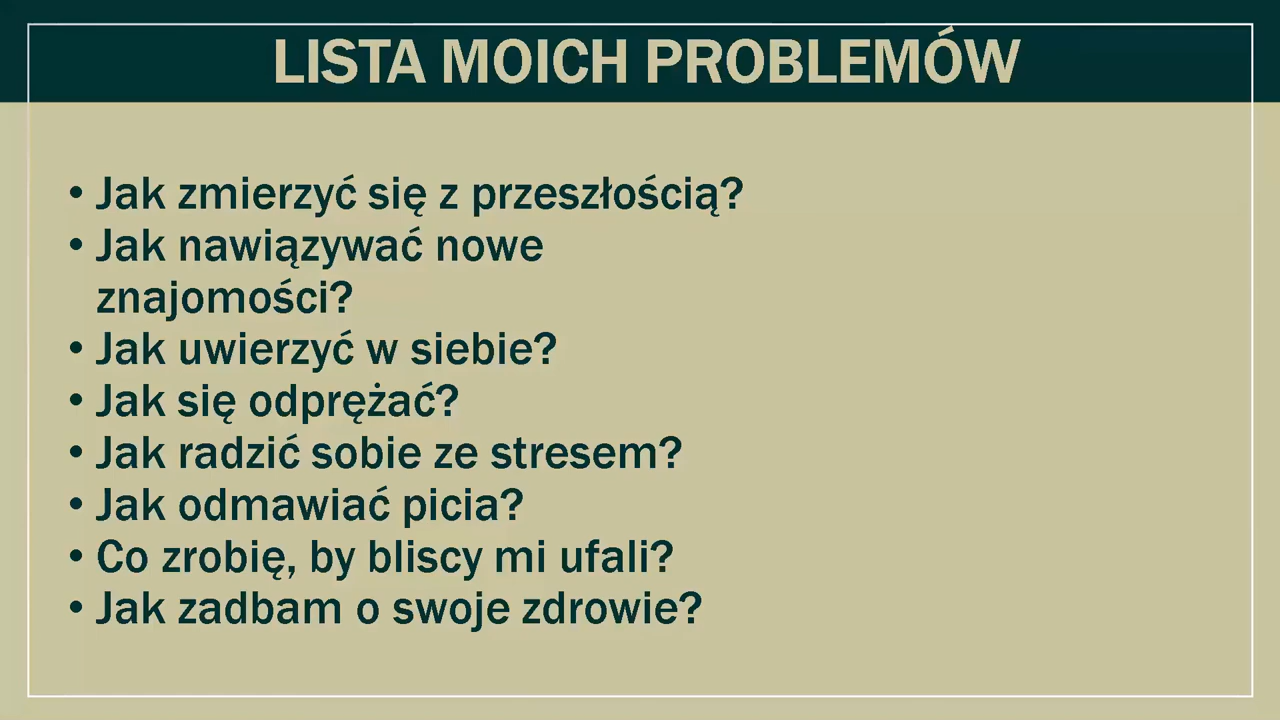 LISTA MOICH PROBLEMÓW
• Jak zmierzyć się z przeszłością?
• Jak nawiązywać nowe
znajomości?
• Jak uwierzyć w siebie?
• Jak się odprężać?
• Jak radzić sobie ze stresem?
• Jak odmawiać picia?
• Co zrobię, by bliscy mi ufali?
• Jak zadbam o swoje zdrowie?